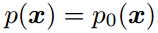 p(𝒙) = p₀(𝒙)